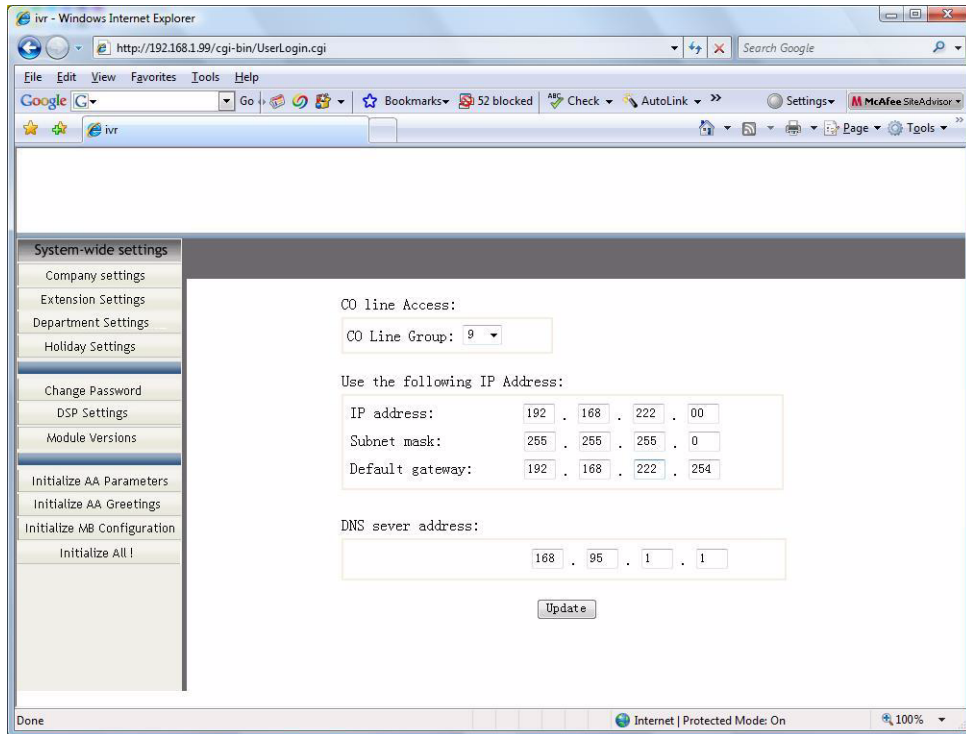 ivr - Windows Internet Explorer
http://192.168.1.99/cgi-bin/UserLogin.cgi
Search Google
File Edit View Favorites Tools Help
Google G Go Bookmarks 52 blocked ABC Check AutoLink » Settings McAfee SiteAdvisor
ivr Page Tools »
System-wide settings
Company settings
Extension Settings
Department Settings
Holiday Settings
Change Password
DSP Settings
Module Versions
Initialize AA Parameters
Initialize AA Greetings
Initialize MB Configuration
Initialize All !
CO line Access:
CO Line Group: 9
Use the following IP Address:
IP address: 192 . 168 . 222 . 00
Subnet mask: 255 . 255 . 255 . 0
Default gateway: 192 . 168 . 222 . 254
DNS sever address:
168 . 95 . 1 . 1
Update
Done Internet | Protected Mode: On 100%